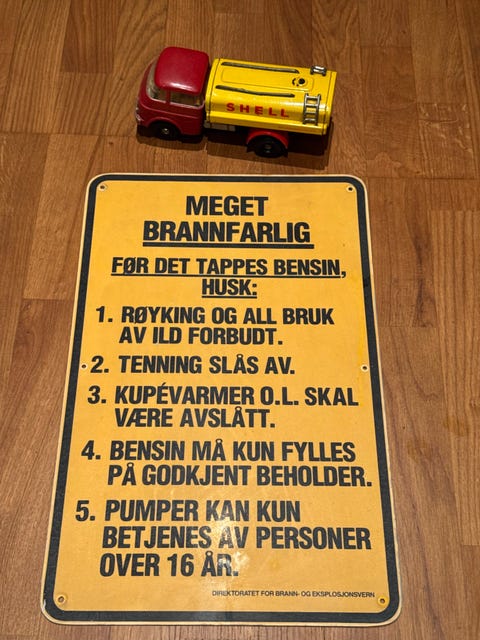 SHELL
MEGET
BRANNFARLIG
FØR DET TAPPES BENSIN,
HUSK:
1. RØYKING OG ALL BRUK
AV ILD FORBUDT.
2. TENNING SLÅS AV.
3. KUPÉVARMER O.L. SKAL
VÆRE AVSLÅTT.
4. BENSIN MÅ KUN FYLLES
PÅ GODKJENT BEHOLDER.
5. PUMPER KAN KUN
BETJENES AV PERSONER
OVER 16 ÅR.
DIREKTORATET FOR BRANN- OG EKSPLOSJONSVERN